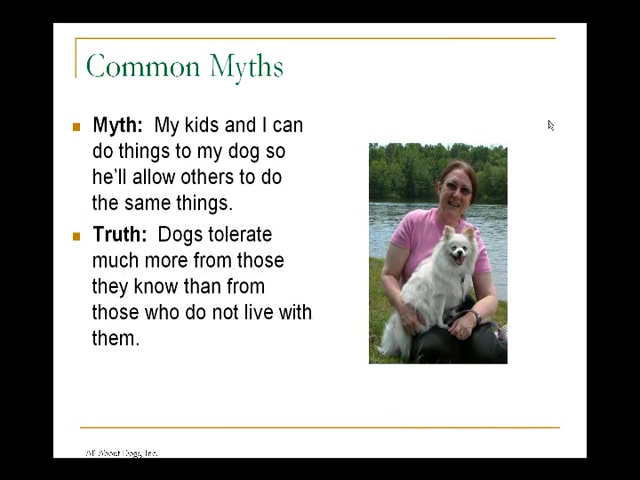 Common Myths
Myth: My kids and I can
do things to my dog so
he'll allow others to do
the same things.
Truth: Dogs tolerate
much more from those
they know than from
those who do not live with
them.
All About Dogs, Inc.